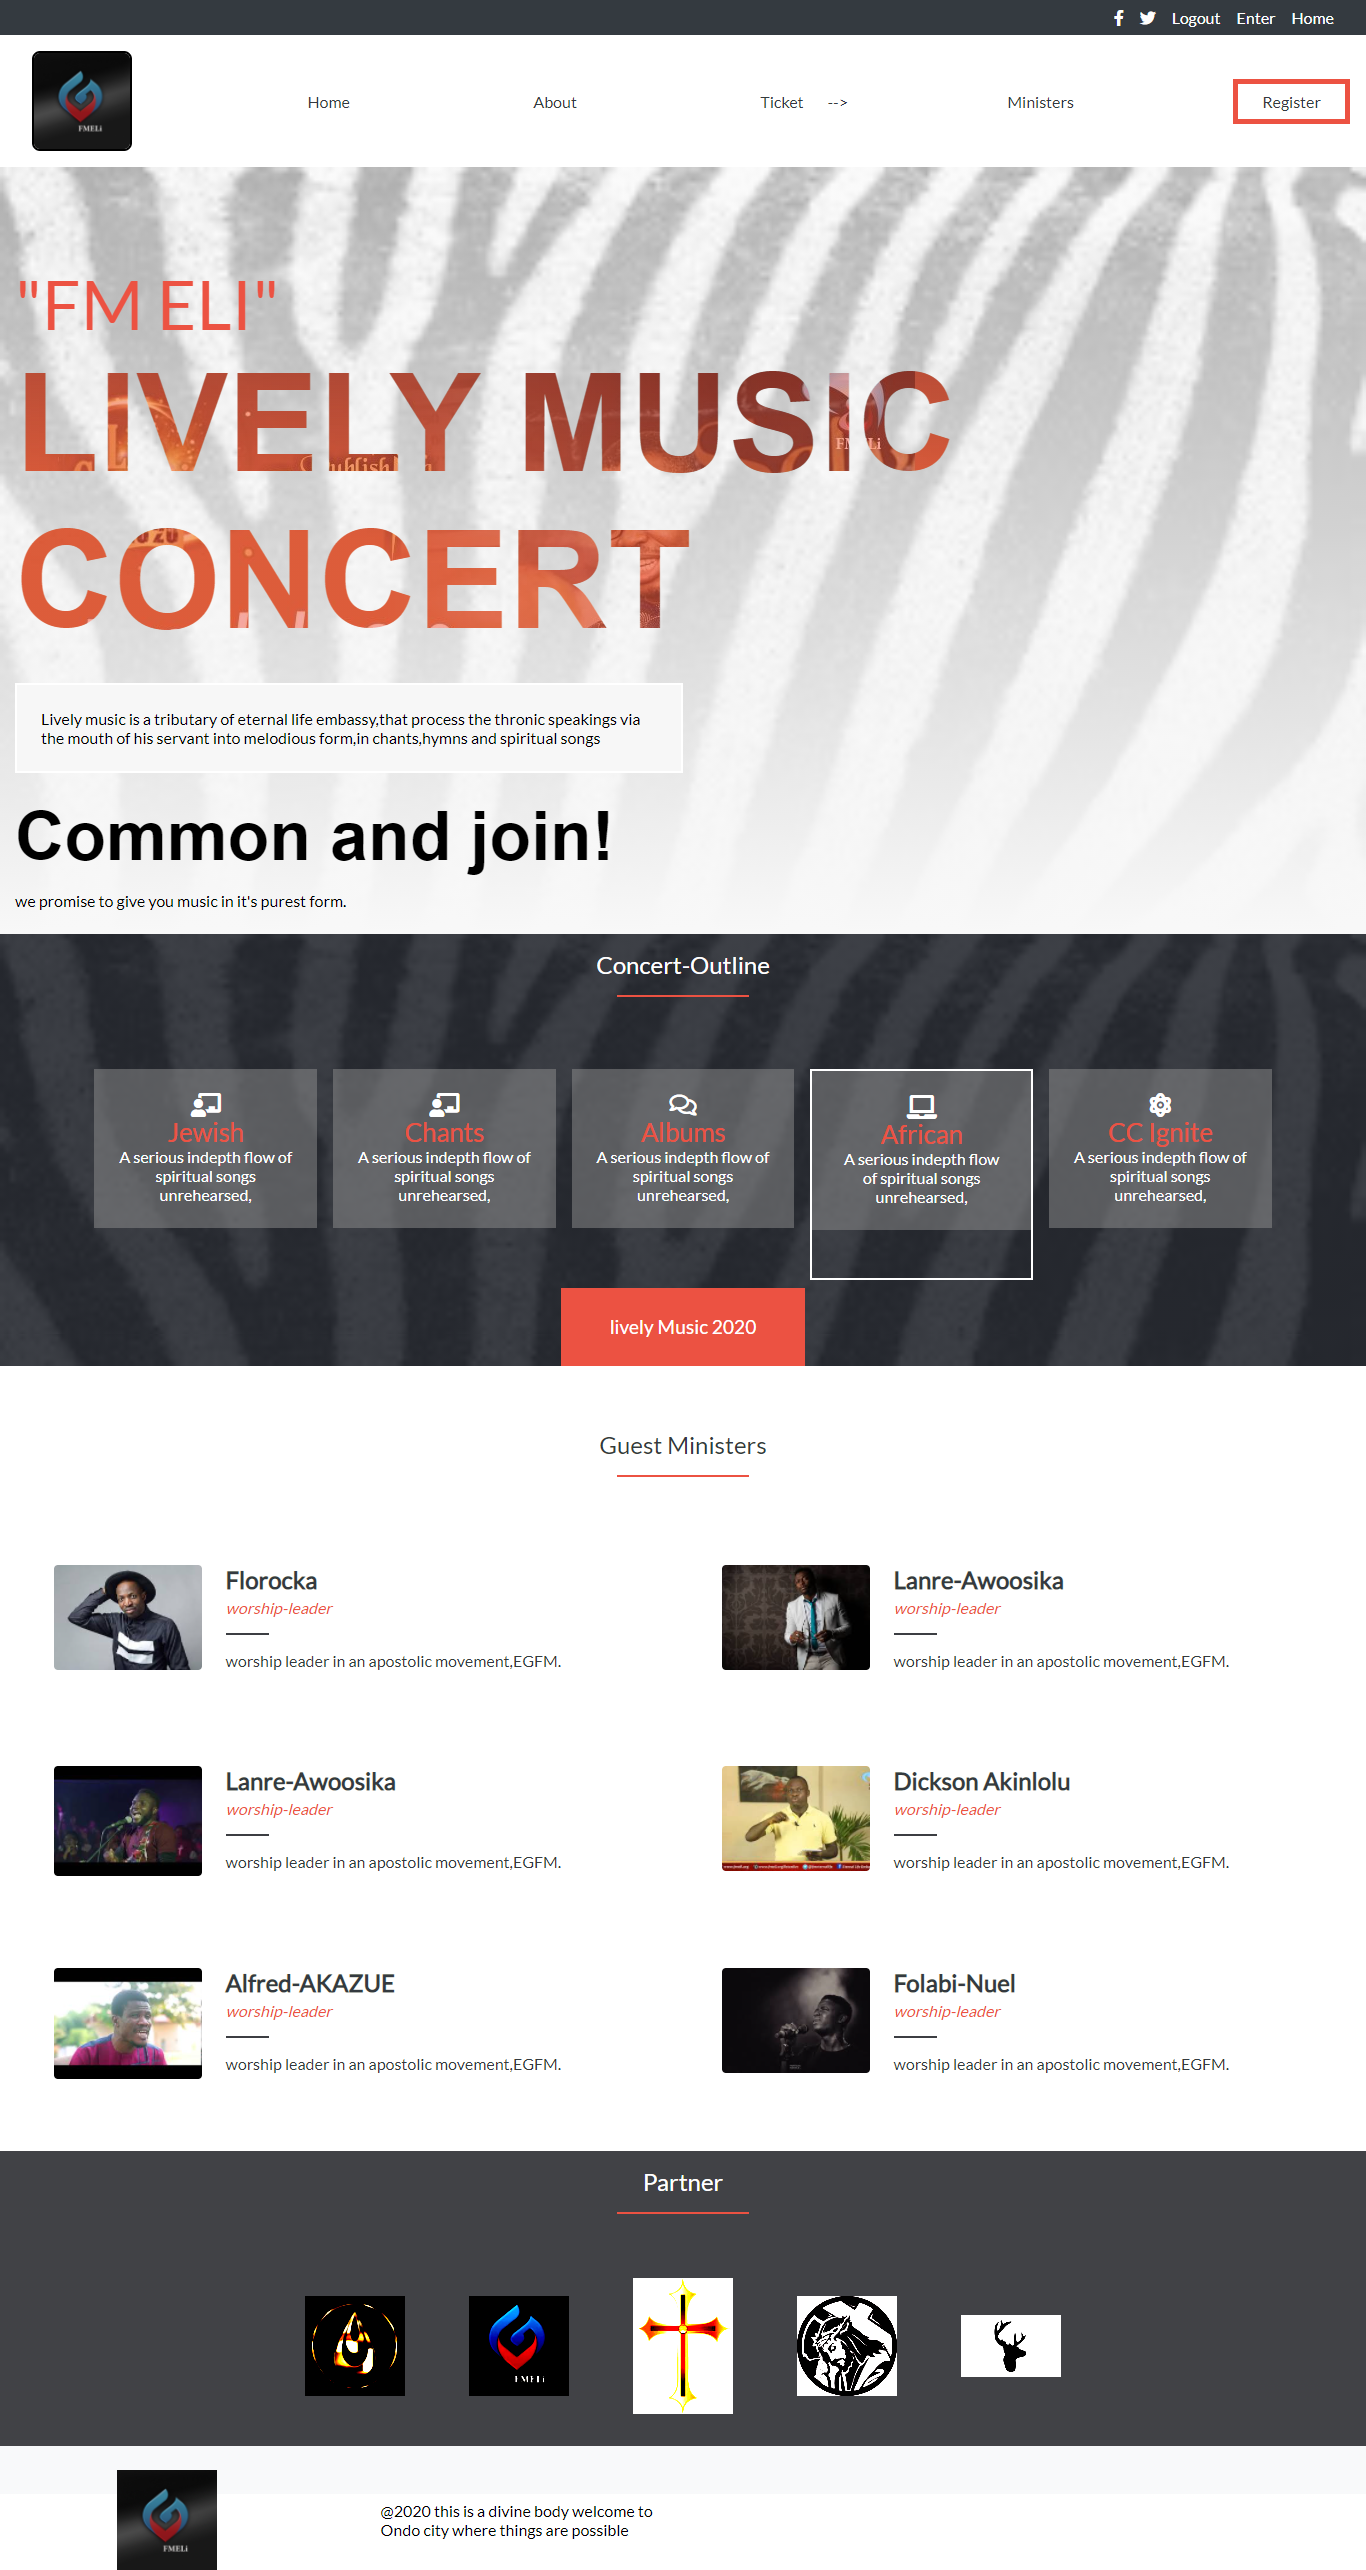 Logout Enter Home
FMELi
Home About Ticket --> Ministers Register
"FM ELI"
LIVELY MUSIC
CONCERT
Lively music is a tributary of eternal life embassy,that process the thronic speakings via
the mouth of his servant into melodious form,in chants,hymns and spiritual songs
Common and join!
we promise to give you music in it's purest form.
Concert-Outline
Jewish
A serious indepth flow of
spiritual songs
unrehearsed,
Chants
A serious indepth flow of
spiritual songs
unrehearsed,
Albums
A serious indepth flow of
spiritual songs
unrehearsed,
African
A serious indepth flow
of spiritual songs
unrehearsed,
CC Ignite
A serious indepth flow of
spiritual songs
unrehearsed,
lively Music 2020
Guest Ministers
Florocka
worship-leader
worship leader in an apostolic movement,EGFM.
Lanre-Awoosika
worship-leader
worship leader in an apostolic movement,EGFM.
Lanre-Awoosika
worship-leader
worship leader in an apostolic movement,EGFM.
Dickson Akinlolu
worship-leader
worship leader in an apostolic movement,EGFM.
Alfred-AKAZUE
worship-leader
worship leader in an apostolic movement,EGFM.
Folabi-Nuel
worship-leader
worship leader in an apostolic movement,EGFM.
Partner
FMELi
FMELi
@2020 this is a divine body welcome to
Ondo city where things are possible